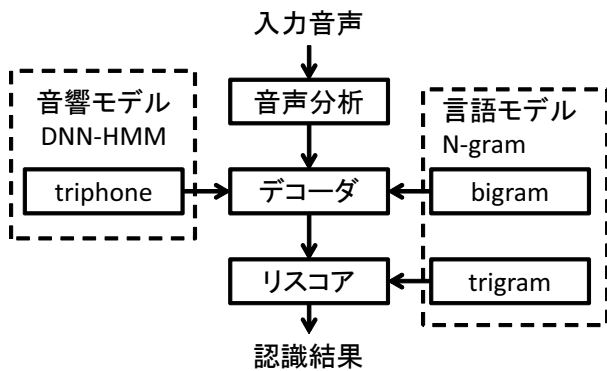 入力音声
音響モデル
DNN-HMM
triphone
音声分析
デコーダ
リスコア
認識結果
言語モデル
N-gram
bigram
trigram